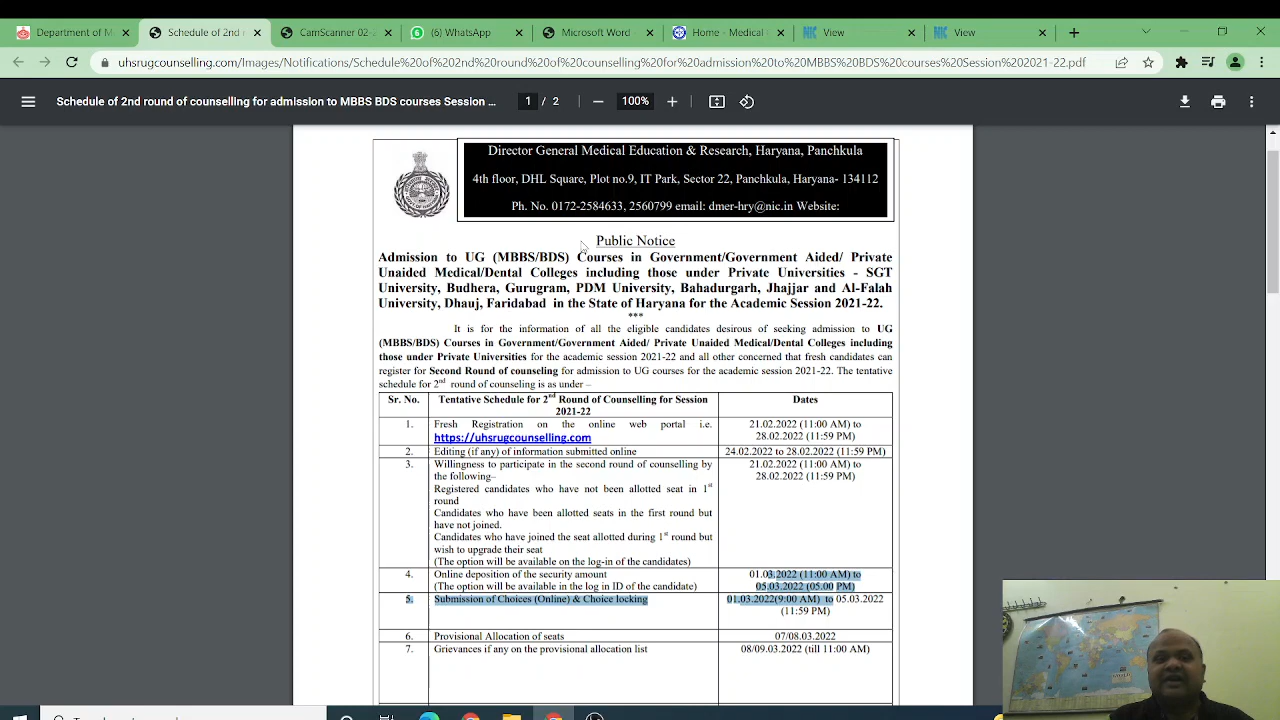 Department of M
Schedule of 2nd
CamScanner 02-
(6) WhatsApp
Microsoft Word
Home - Medical
NIC View
NIC View
uhsrugcounselling.com/Images/Notifications/Schedule%20of%202nd%20round%20of%20Counselling%20for%20admission%20to%20MBBS%20BDS%20courses%20Session%202021-22.pdf
Schedule of 2nd round of counselling for admission to MBBS BDS courses Session ... 1 / 2 100%
Director General Medical Education & Research, Haryana, Panchkula
4th floor, DHL Square, Plot no.9, IT Park, Sector 22, Panchkula, Haryana- 134112
Ph. No. 0172-2584633, 2560799 email: dmer-hry@nic.in Website:
Public Notice
Admission to UG (MBBS/BDS) Courses in Government/Government Aided/ Private
Unaided Medical/Dental Colleges including those under Private Universities - SGT
University, Budhera, Gurugram, PDM University, Bahadurgarh, Jhajjar and Al-Falah
University, Dhauj, Faridabad in the State of Haryana for the Academic Session 2021-22.
***
It is for the information of all the eligible candidates desirous of seeking admission to UG
(MBBS/BDS) Courses in Government/Government Aided/ Private Unaided Medical/Dental Colleges including
those under Private Universities for the academic session 2021-22 and all other concerned that fresh candidates can
register for Second Round of counseling for admission to UG courses for the academic session 2021-22. The tentative
schedule for 2nd round of counseling is as under –
Sr. No. Tentative Schedule for 2nd Round of Counselling for Session Dates
2021-22
1. Fresh Registration on the online web portal i.e. 21.02.2022 (11:00 AM) to
https://uhsrugcounselling.com 28.02.2022 (11:59 PM)
2. Editing (if any) of information submitted online 24.02.2022 to 28.02.2022 (11:59 PM)
3. Willingness to participate in the second round of counselling by 21.02.2022 (11:00 AM) to
the following– 28.02.2022 (11:59 PM)
Registered candidates who have not been allotted seat in 1st
round
Candidates who have been allotted seats in the first round but
have not joined.
Candidates who have joined the seat allotted during 1st round but
wish to upgrade their seat
(The option will be available on the log-in of the candidates)
4. Online deposition of the security amount 01.03.2022 (11:00 AM) to
(The option will be available in the log in ID of the candidate) 05.03.2022 (05.00 PM)
5. Submission of Choices (Online) & Choice locking 01.03.2022(9:00 AM) to 05.03.2022
(11:59 PM)
6. Provisional Allocation of seats 07/08.03.2022
7. Grievances if any on the provisional allocation list 08/09.03.2022 (till 11:00 AM)